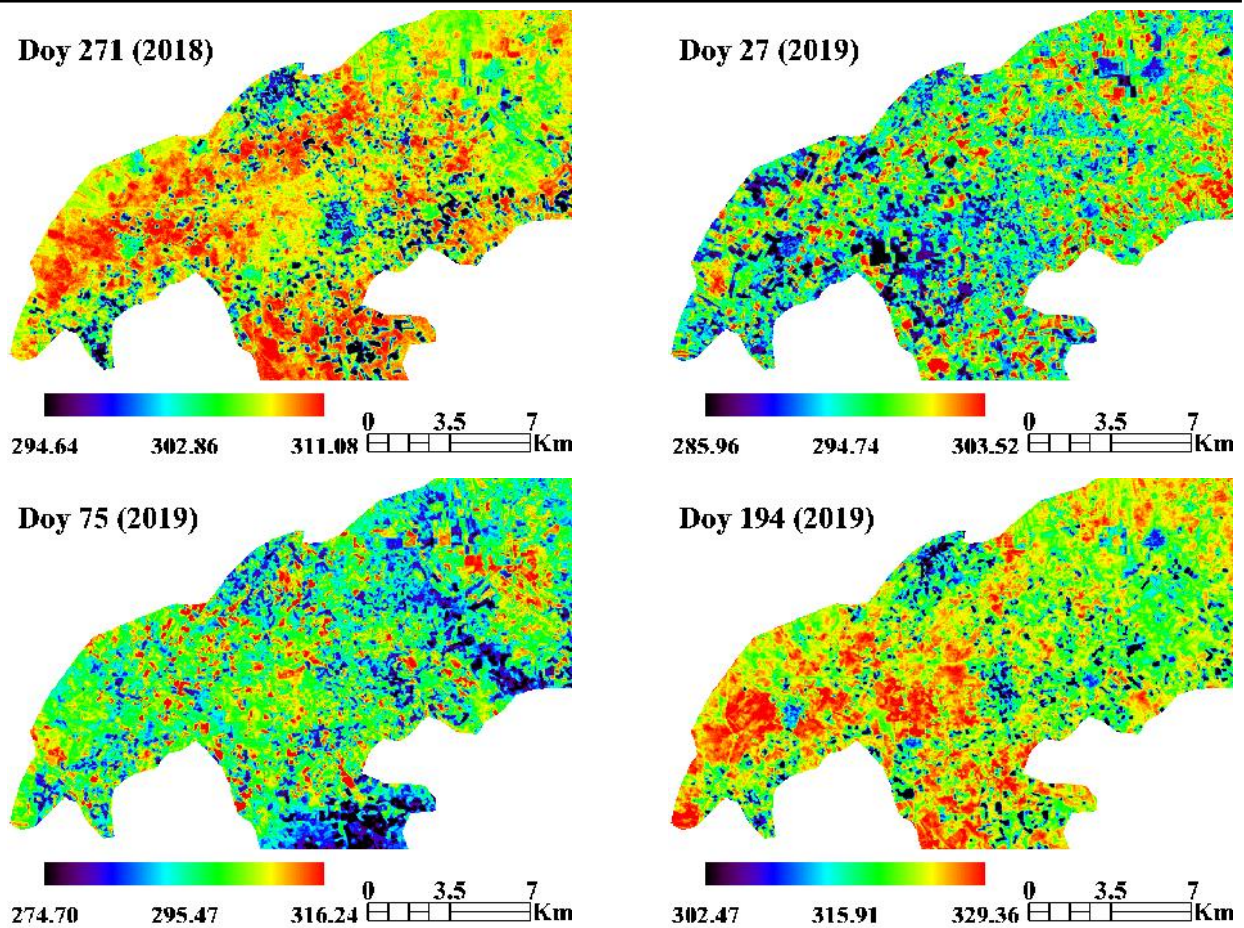 Doy 271 (2018)
Doy 27 (2019)
0 3.5 7
294.64 302.86 311.08 Km
0 3.5 7
285.96 294.74 303.52 Km
Doy 75 (2019)
Doy 194 (2019)
0 3.5 7
274.70 295.47 316.24 Km
0 3.5 7
302.47 315.91 329.36 Km